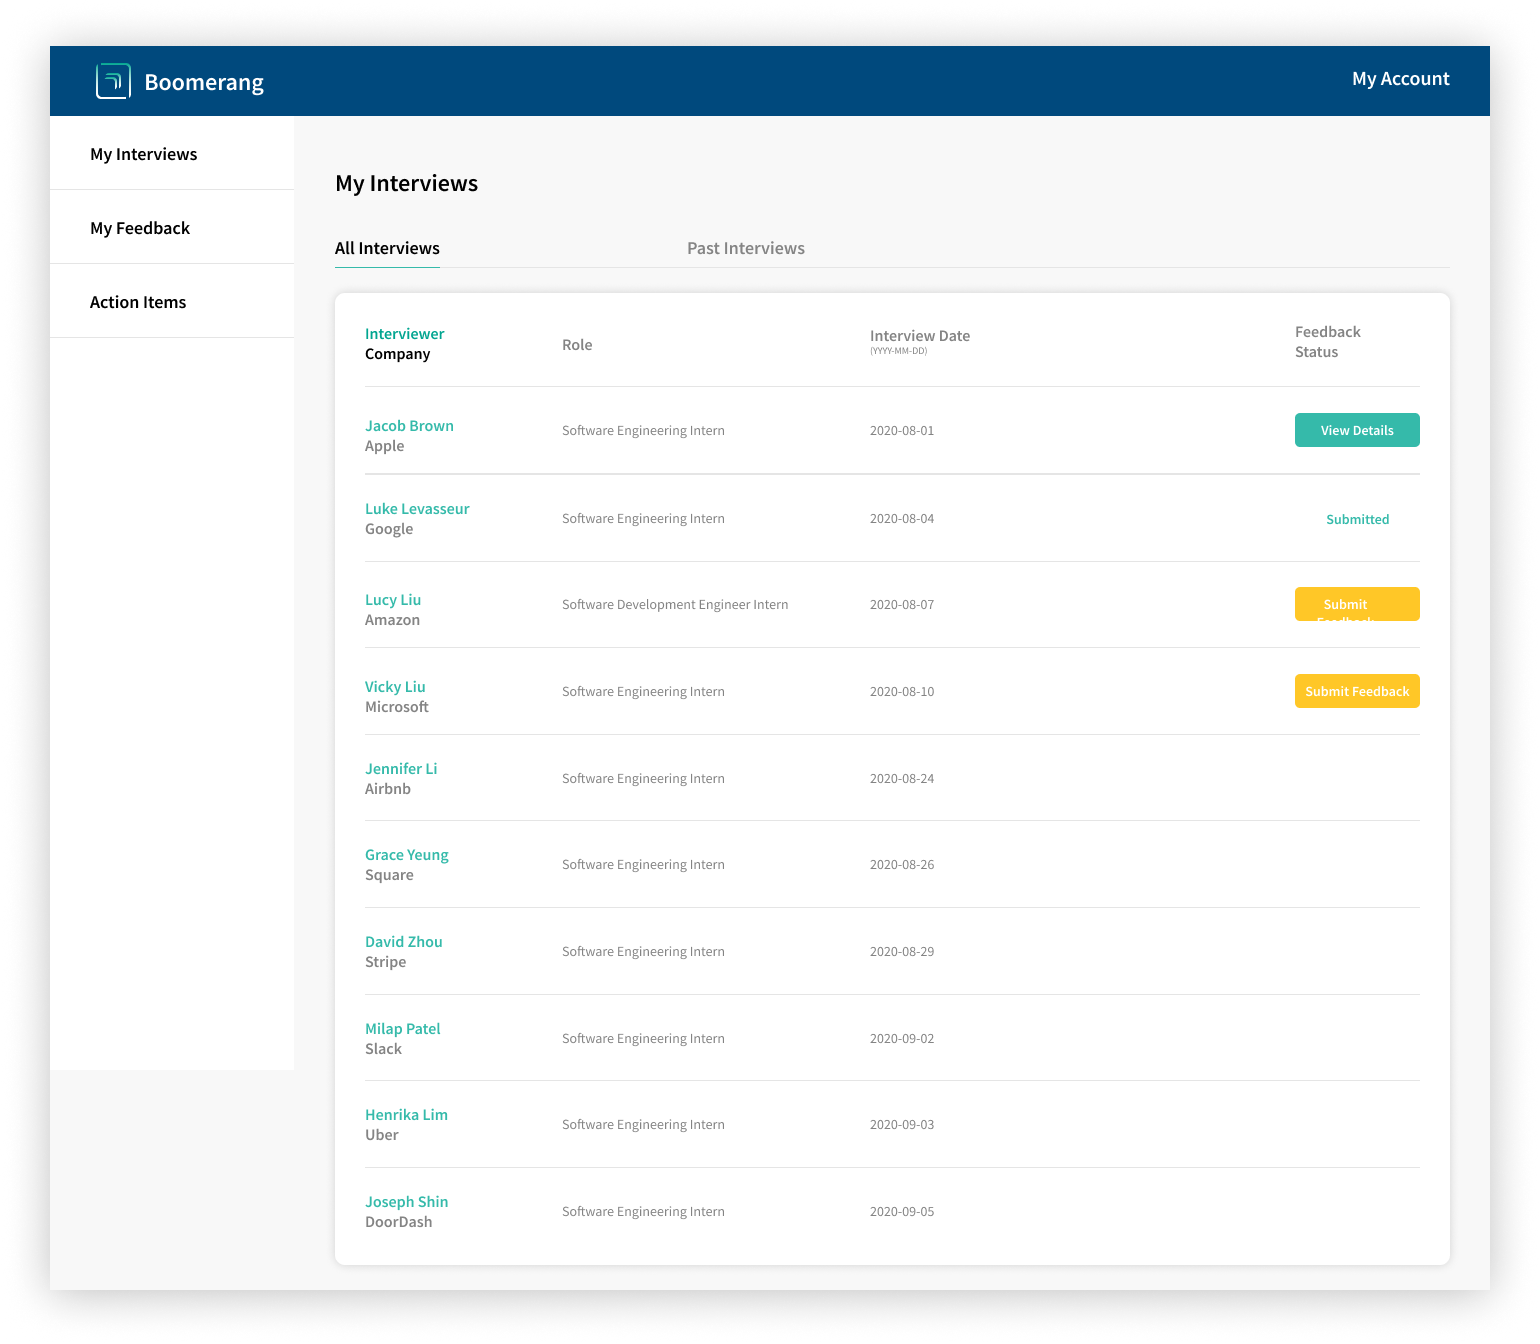 Boomerang
My Account
My Interviews
My Feedback
Action Items
My Interviews
All Interviews
Past Interviews
Interviewer
Company
Role
Interview Date
(YYYY-MM-DD)
Feedback
Status
Jacob Brown
Apple
Software Engineering Intern
2020-08-01
View Details
Luke Levasseur
Google
Software Engineering Intern
2020-08-04
Submitted
Lucy Liu
Amazon
Software Development Engineer Intern
2020-08-07
Submit
Feedback
Vicky Liu
Microsoft
Software Engineering Intern
2020-08-10
Submit Feedback
Jennifer Li
Airbnb
Software Engineering Intern
2020-08-24
Grace Yeung
Square
Software Engineering Intern
2020-08-26
David Zhou
Stripe
Software Engineering Intern
2020-08-29
Milap Patel
Slack
Software Engineering Intern
2020-09-02
Henrika Lim
Uber
Software Engineering Intern
2020-09-03
Joseph Shin
DoorDash
Software Engineering Intern
2020-09-05